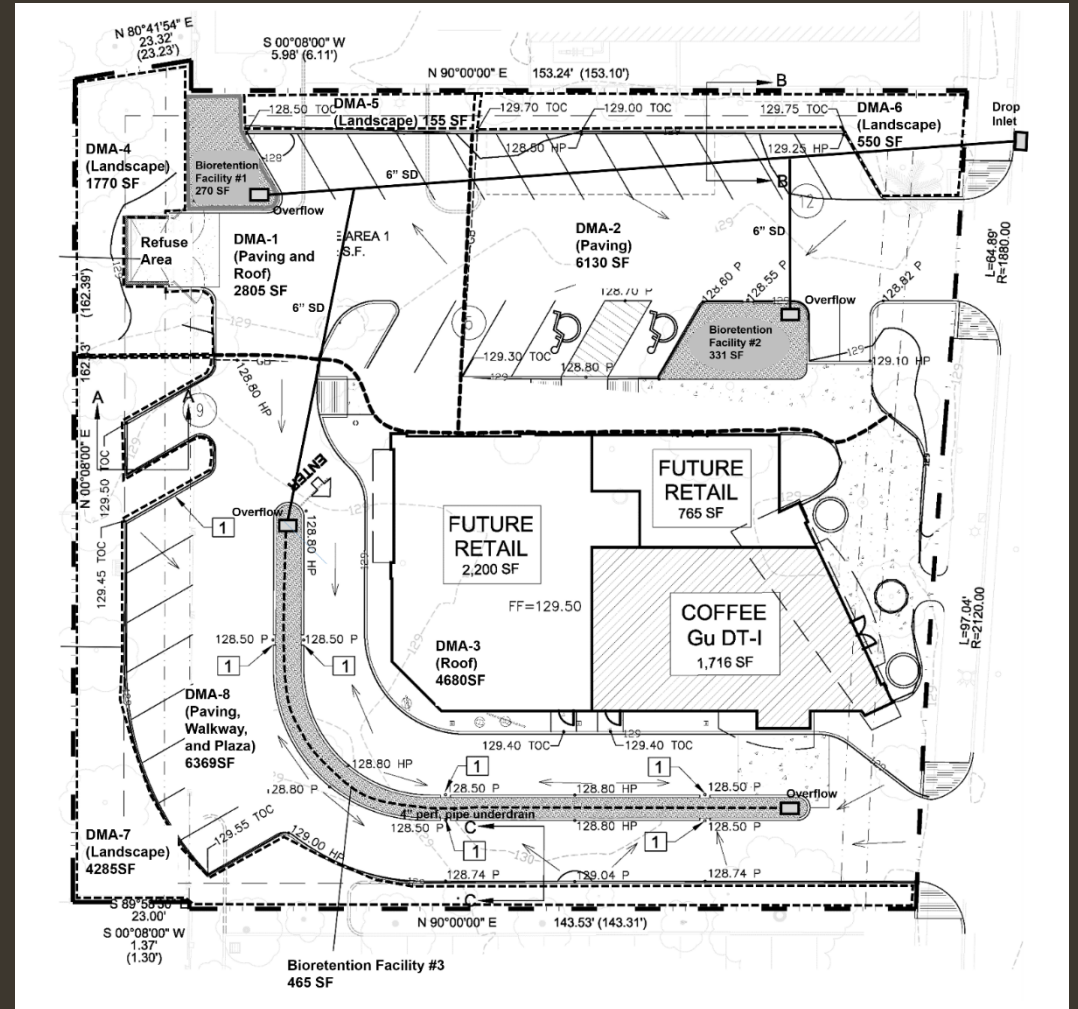 N 80°41'54" E
23.32'
(23.23')
S 00°08'00" W
5.98' (6.11')
N 90°00'00" E 153.24' (153.10')
B
128.50 TOC
DMA-5
(Landscape) 155 SF
129.70 TOC
129.00 TOC
129.75 TOC
DMA-6
(Landscape)
550 SF
Drop
Inlet
129
128.50 HP
129.25 HP
DMA-4
(Landscape)
1770 SF
129
Bioretention
Facility #1
270 SF
6" SD
B
Overflow
12
Refuse
Area
DMA-1
(Paving and
Roof)
2805 SF
AREA 1
S.F.
GB
DMA-2
(Paving)
6130 SF
6" SD
L=64.89'
R=1880.00
(162.39')
6" SD
128.70 P
128.60 P
128.55 P
128.82 P
Overflow
129
Bioretention
Facility #2
331 SF
129.30 TOC
128.80 P
129
129.10 HP
GB
128.80 HP
129
A
A
9
N 00°08'00" E
129.50 TOC
ENTER
FUTURE
RETAIL
2,200 SF
FUTURE
RETAIL
765 SF
129
1
Overflow
128.80 HP
129.45 TOC
FF=129.50
COFFEE
Gu DT-I
1,716 SF
L=97.04'
R=2120.00
128.50 P
128.50 P
1
1
DMA-3
(Roof)
4680SF
DMA-8
(Paving,
Walkway,
and Plaza)
6369SF
129
129.40 TOC
129.40 TOC
128.80 HP
1
1
128.80 P
128.50 P
128.80 HP
128.50 P
Overflow
4" perf. pipe underdrain
128.50 P
C
128.80 HP
128.50 P
1
1
129.55 TOC
129.00 HP
130
DMA-7
(Landscape)
4285SF
128.74 P
129.04 P
128.74 P
C
23.00'
S 00°08'00" W
1.37'
(1.30')
N 90°00'00" E 143.53' (143.31')
Bioretention Facility #3
465 SF